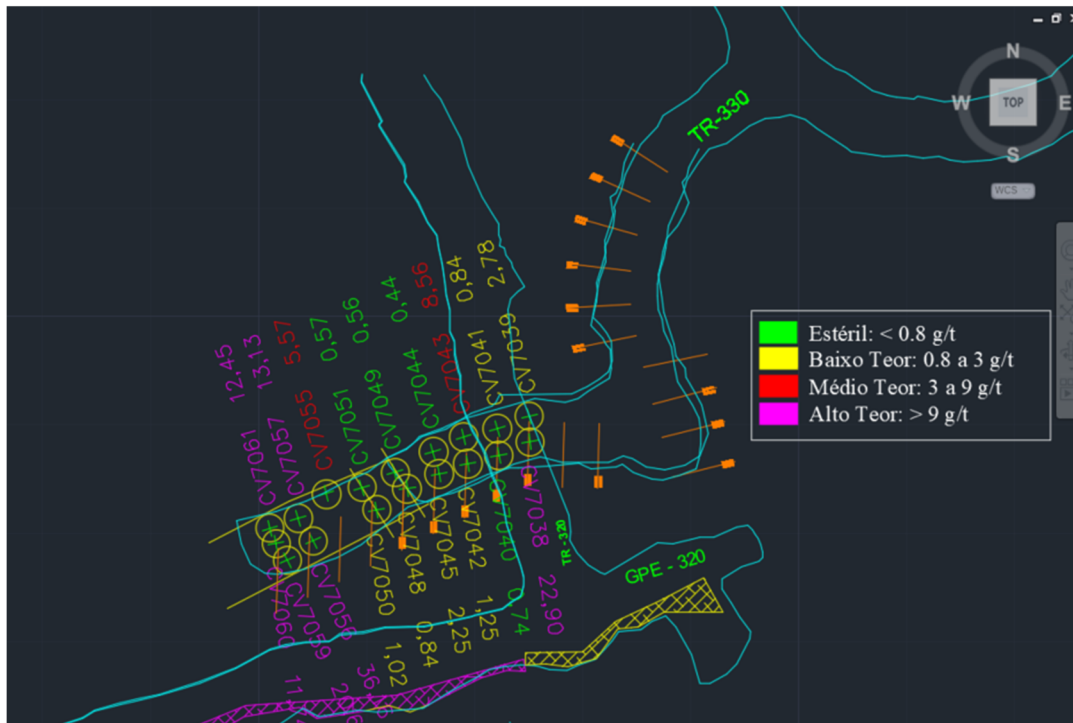 N
W
TOP
E
S
WCS
TR-330
Estéril: < 0.8 g/t
Baixo Teor: 0.8 a 3 g/t
Médio Teor: 3 a 9 g/t
Alto Teor: > 9 g/t
CV7061 12,45
CV7057 13,13
CV7055 5,57
CV7051 0,57
CV7049 0,56
CV7044 0,44
CV7043 8,56
CV7041 0,84
CV7039 2,78
CV7056
CV7050 1,02
CV7048 0,84
CV7045 2,25
CV7042 1,25
CV7040 0,74
CV7038 22,90
TR-320
GPE - 320